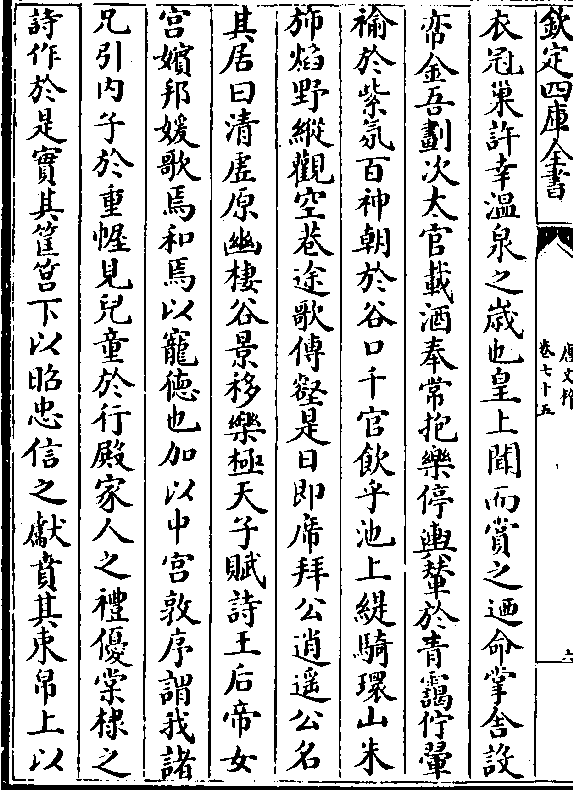 欽定四庫全書
唐文粹
卷七十五
六
衣冠巢許幸温泉之歲也皇上聞而賞之迺命掌舍設
帟金吾劃次太官載酒奉常抱樂停輿輦於青靄佇翬
褕於紫氛百神朝於谷口千官飲乎池上緹騎環山朱
斾焰野縱觀空巷途歌傳壑是日即席拜公逍遥公名
其居曰清虚原幽棲谷景移樂極天子賦詩王后帝女
宫嬪邦媛歌焉和焉以寵徳也加以中宫敦序謂我諸
兄引内子於重幄見兒童於行殿家人之禮優棠棣之
詩作於是實其筐筥下以昭忠信之獻賁其束帛上以